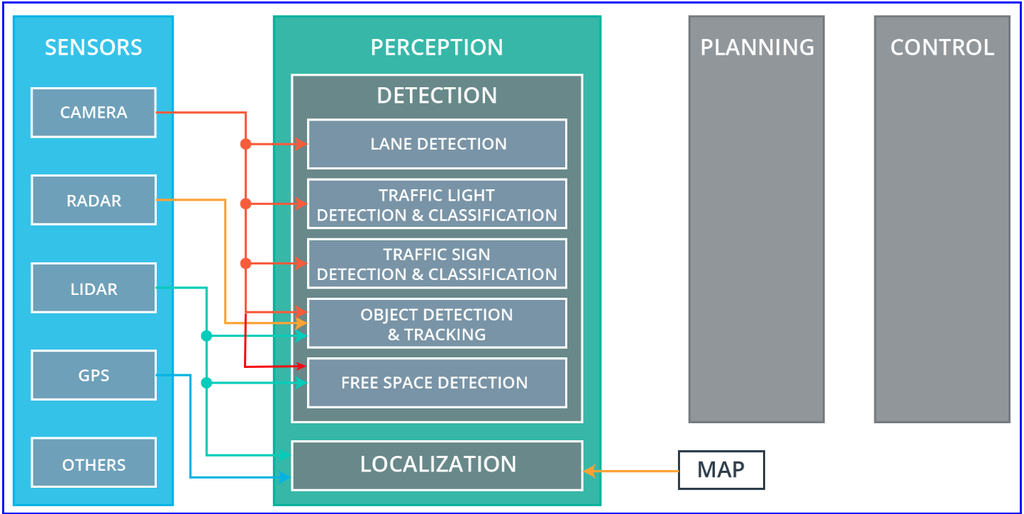 SENSORS
CAMERA
RADAR
LIDAR
GPS
OTHERS
PERCEPTION
DETECTION
LANE DETECTION
TRAFFIC LIGHT
DETECTION & CLASSIFICATION
TRAFFIC SIGN
DETECTION & CLASSIFICATION
OBJECT DETECTION
& TRACKING
FREE SPACE DETECTION
LOCALIZATION
PLANNING
CONTROL
MAP